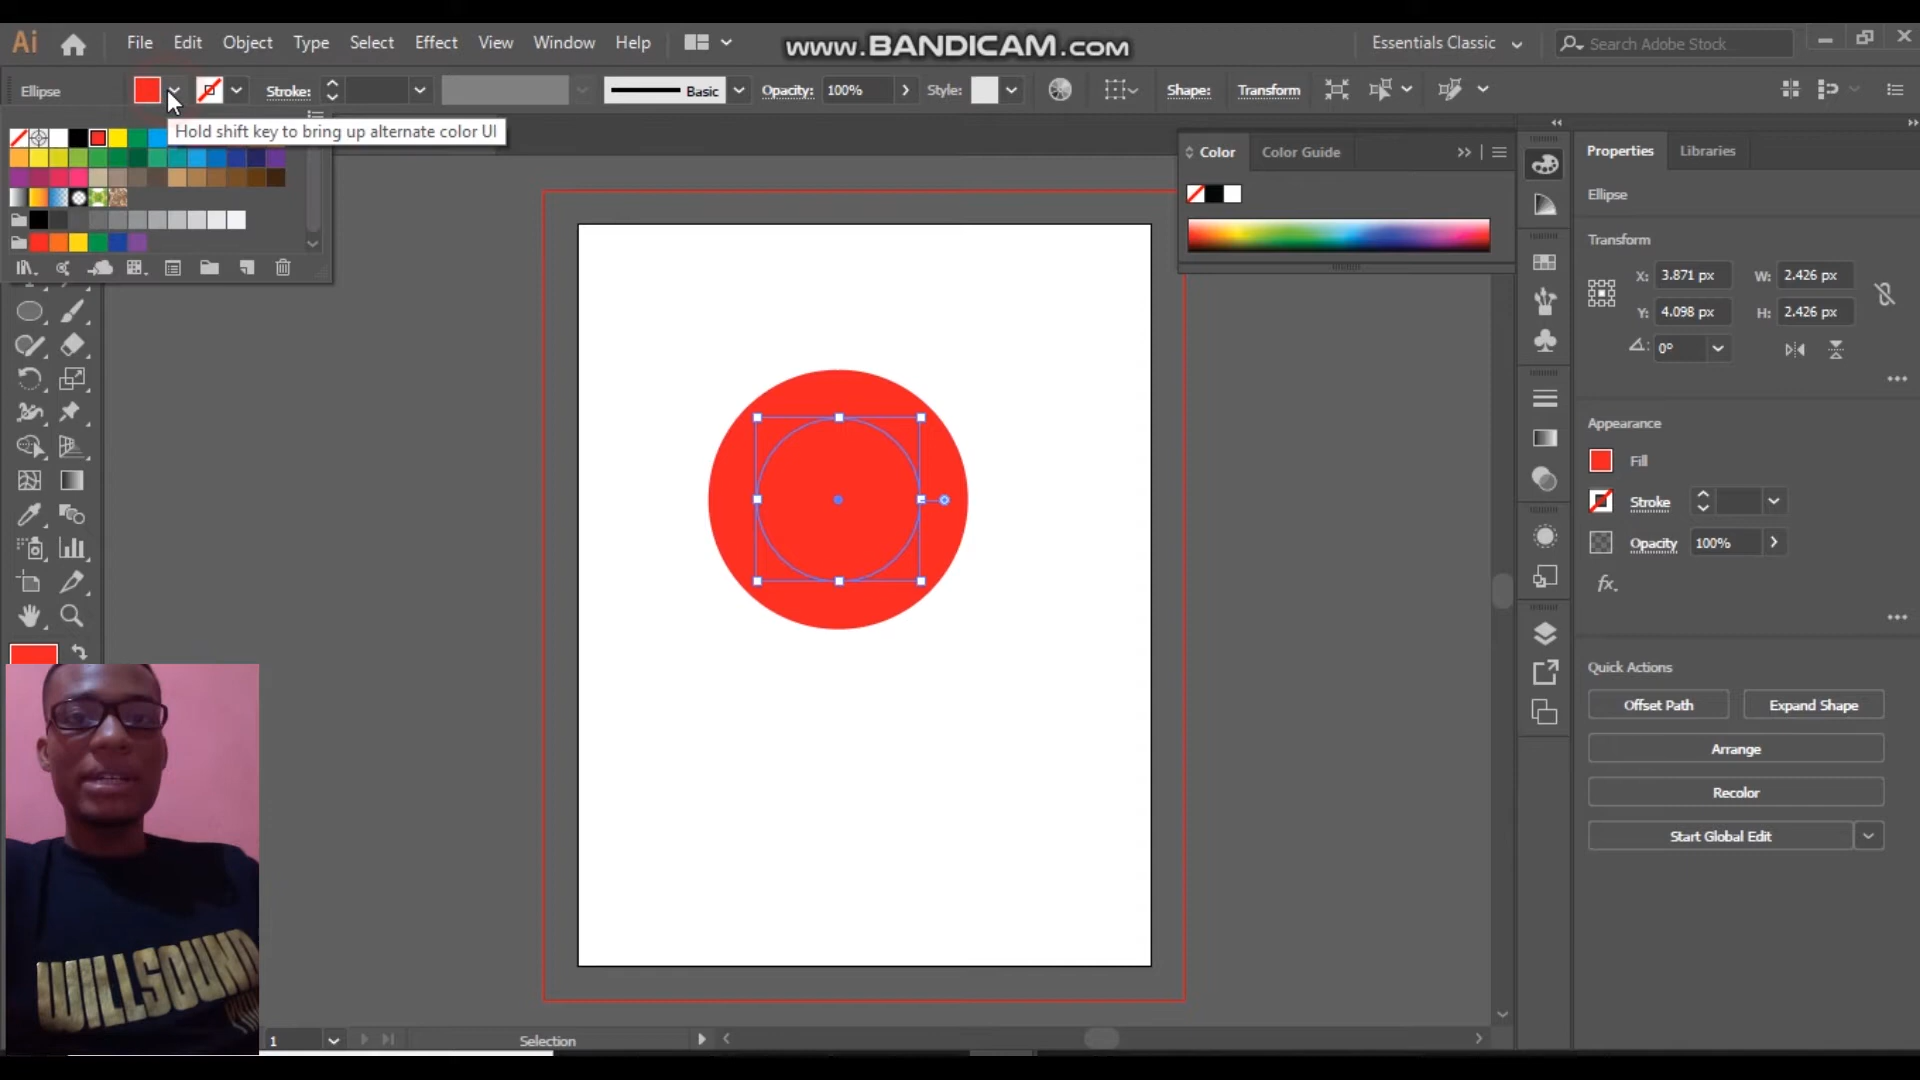 Ai File Edit Object Type Select Effect View Window Help www.BANDICAM.com Essentials Classic Search Adobe Stock
Ellipse Stroke: Basic Opacity: 100% Style: Shape: Transform
Hold shift key to bring up alternate color UI
Color Color Guide
Properties Libraries
Ellipse
Transform
X: 3.871 px W: 2.426 px
Y: 4.098 px H: 2.426 px
0°
Appearance
Fill
Stroke
Opacity 100%
fx.
Quick Actions
Offset Path Expand Shape
Arrange
Recolor
Start Global Edit
WILLSOUND
1 Selection